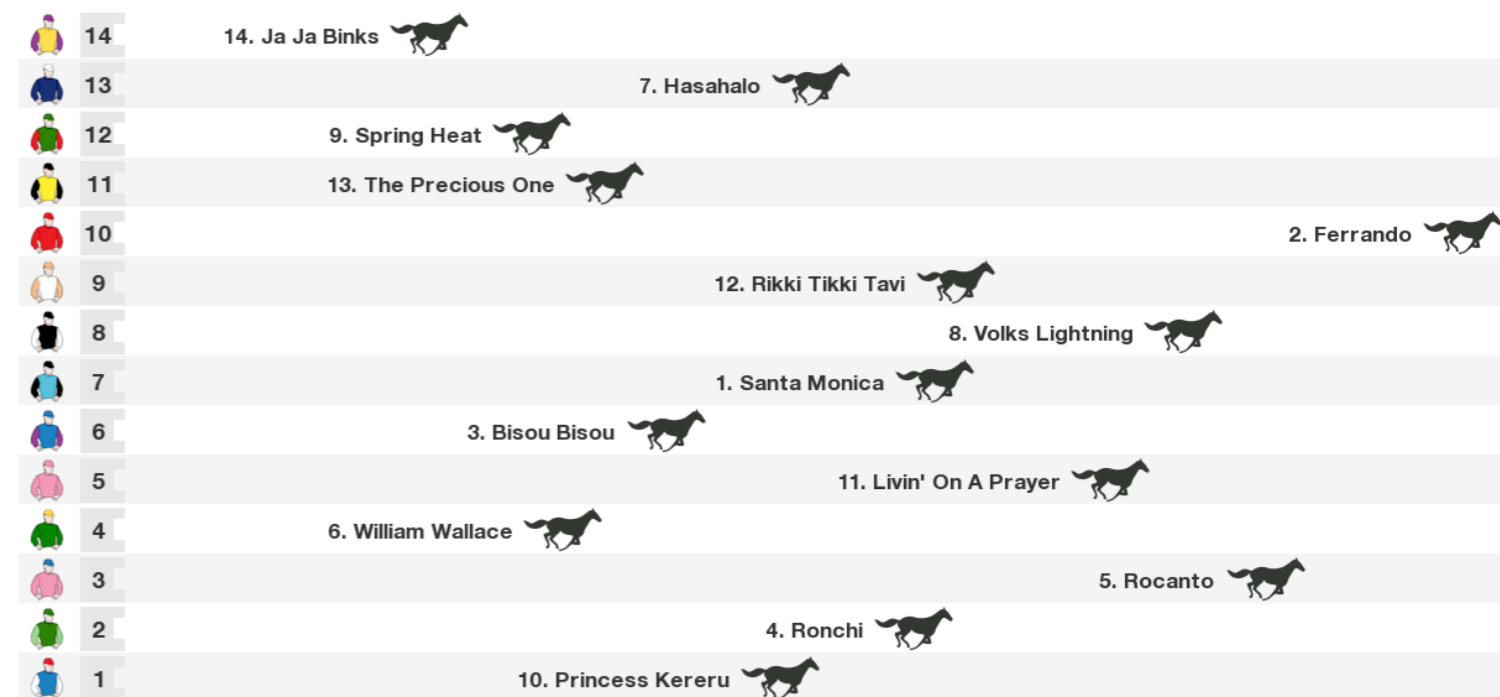 14 14. Ja Ja Binks
13 7. Hasahalo
12 9. Spring Heat
11 13. The Precious One
10 2. Ferrando
9 12. Rikki Tikki Tavi
8 8. Volks Lightning
7 1. Santa Monica
6 3. Bisou Bisou
5 11. Livin' On A Prayer
4 6. William Wallace
3 5. Rocanto
2 4. Ronchi
1 10. Princess Kereru